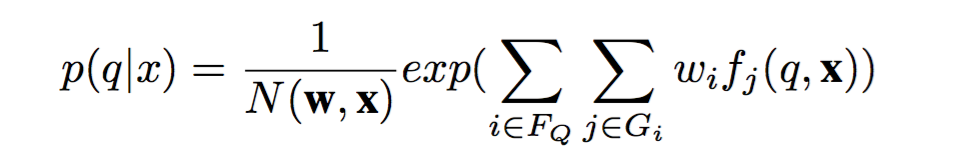 p(q|x) = \frac{1}{N(\mathbf{w}, \mathbf{x})} exp( \sum_{i \in F_Q} \sum_{j \in G_i} w_i f_j(q, \mathbf{x}))